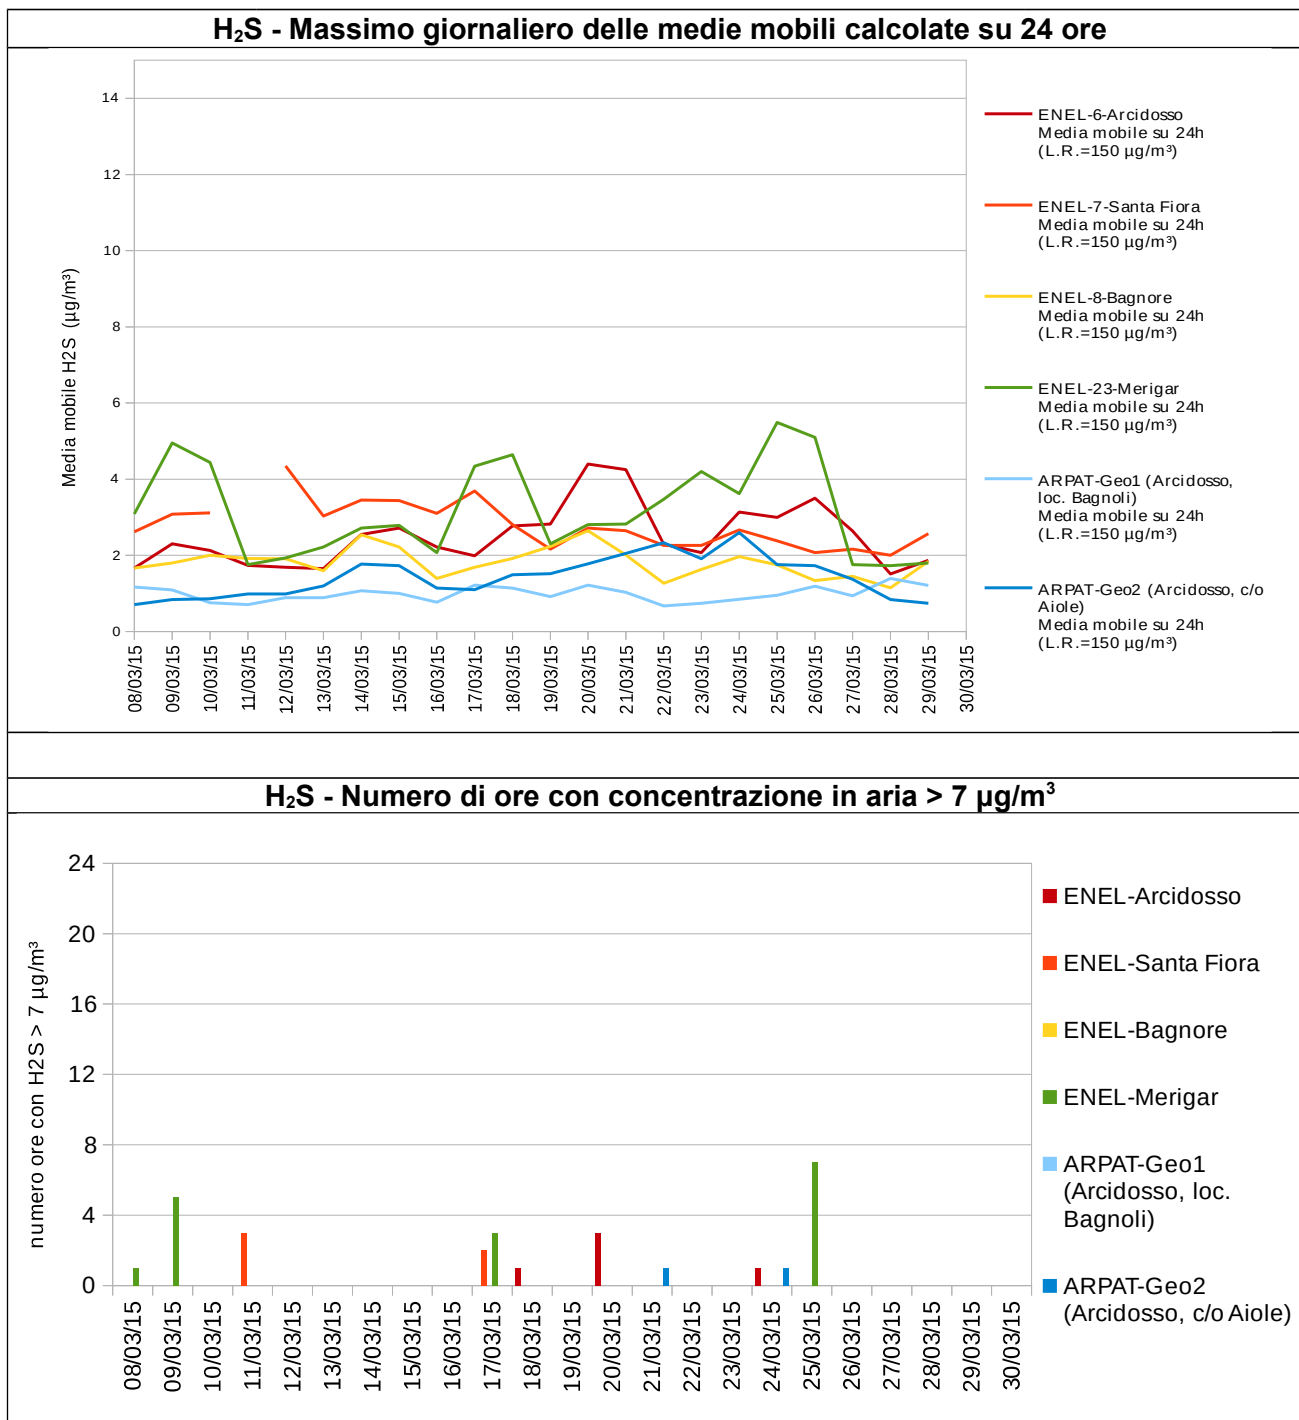 H₂S - Massimo giornaliero delle medie mobili calcolate su 24 ore
14
12
10
8
6
4
2
0
Media mobile H2S (µg/m³)
08/03/15
09/03/15
10/03/15
11/03/15
12/03/15
13/03/15
14/03/15
15/03/15
16/03/15
17/03/15
18/03/15
19/03/15
20/03/15
21/03/15
22/03/15
23/03/15
24/03/15
25/03/15
26/03/15
27/03/15
28/03/15
29/03/15
30/03/15
ENEL-6-Arcidosso
Media mobile su 24h
(L.R.=150 µg/m³)
ENEL-7-Santa Fiora
Media mobile su 24h
(L.R.=150 µg/m³)
ENEL-8-Bagnore
Media mobile su 24h
(L.R.=150 µg/m³)
ENEL-23-Merigar
Media mobile su 24h
(L.R.=150 µg/m³)
ARPAT-Geo1 (Arcidosso,
loc. Bagnoli)
Media mobile su 24h
(L.R.=150 µg/m³)
ARPAT-Geo2 (Arcidosso, c/o
Aiole)
Media mobile su 24h
(L.R.=150 µg/m³)
H₂S - Numero di ore con concentrazione in aria > 7 µg/m³
24
20
16
12
8
4
0
numero ore con H2S > 7 µg/m³
08/03/15
09/03/15
10/03/15
11/03/15
12/03/15
13/03/15
14/03/15
15/03/15
16/03/15
17/03/15
18/03/15
19/03/15
20/03/15
21/03/15
22/03/15
23/03/15
24/03/15
25/03/15
26/03/15
27/03/15
28/03/15
29/03/15
30/03/15
ENEL-Arcidosso
ENEL-Santa Fiora
ENEL-Bagnore
ENEL-Merigar
ARPAT-Geo1
(Arcidosso, loc.
Bagnoli)
ARPAT-Geo2
(Arcidosso, c/o Aiole)